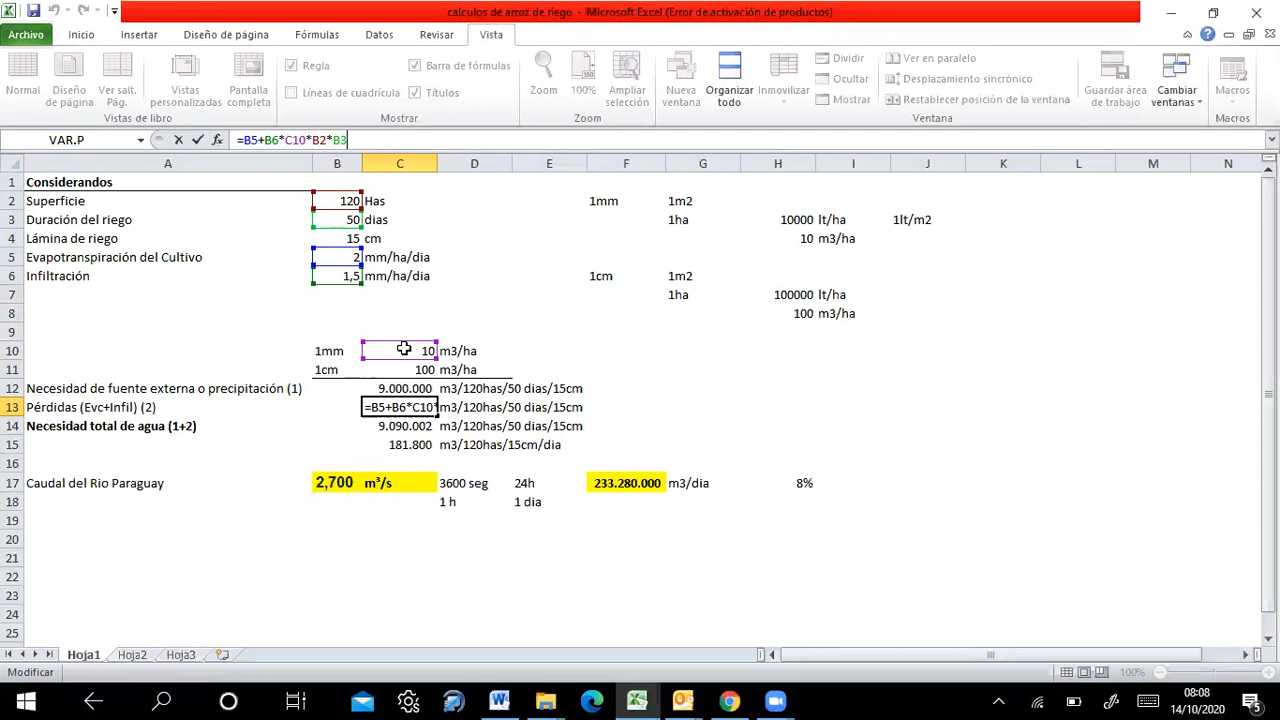 calculos de arroz de riego - Microsoft Excel (Error de activación de productos)
Archivo Inicio Insertar Diseño de página Fórmulas Datos Revisar Vista
Normal Diseño de página Ver salt. Pág. Vistas personalizadas Pantalla completa
Vistas de libro
Regla Barra de fórmulas
Líneas de cuadrícula Títulos
Mostrar
Zoom 100% Ampliar selección
Zoom
Nueva ventana Organizar todo Inmovilizar
Dividir Ver en paralelo
Ocultar Desplazamiento sincrónico
Mostrar Restablecer posición de la ventana
Guardar área de trabajo Cambiar ventanas
Ventana
Macros
Macros
VAR.P fx =B5+B6*C10*B2*B3
A B C D E F G H I J K L M N
1 Considerandos
2 Superficie 120 Has 1mm 1m2
3 Duración del riego 50 dias 1ha 10000 lt/ha 1lt/m2
4 Lámina de riego 15 cm 10 m3/ha
5 Evapotranspiración del Cultivo 2 mm/ha/dia
6 Infiltración 1,5 mm/ha/dia 1cm 1m2
7 1ha 100000 lt/ha
8 100 m3/ha
9
10 1mm 10 m3/ha
11 1cm 100 m3/ha
12 Necesidad de fuente externa o precipitación (1) 9.000.000 m3/120has/50 dias/15cm
13 Pérdidas (Evc+Infil) (2) =B5+B6*C10* m3/120has/50 dias/15cm
14 Necesidad total de agua (1+2) 9.090.002 m3/120has/50 dias/15cm
15 181.800 m3/120has/15cm/dia
16
17 Caudal del Rio Paraguay 2,700 m³/s 3600 seg 24h 233.280.000 m3/dia 8%
18 1 h 1 dia
19
20
21
22
23
24
25
Hoja1 Hoja2 Hoja3
Modificar 100%
08:08
14/10/2020
5